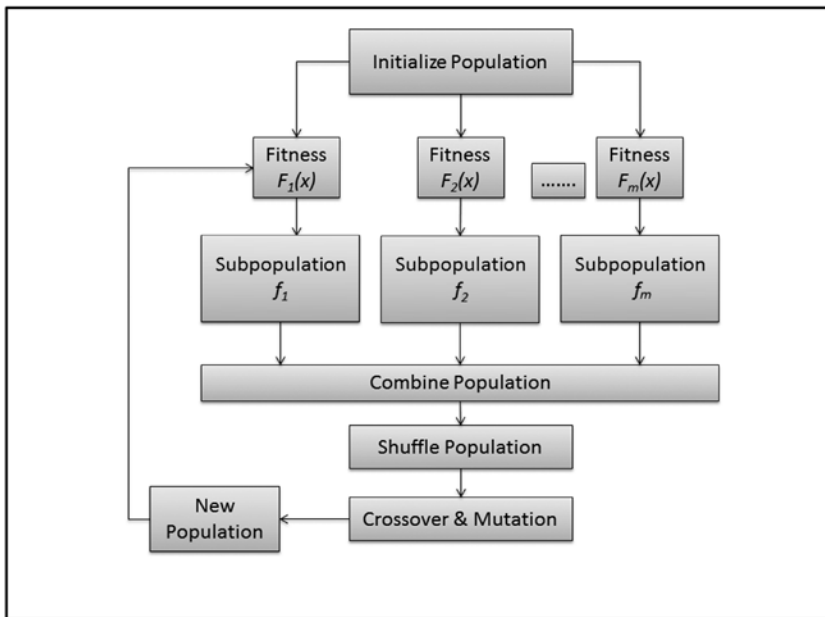 Initialize Population
Fitness
F₁(x)
Fitness
F₂(x)
.......
Fitness
Fₘ(x)
Subpopulation
f₁
Subpopulation
f₂
Subpopulation
fₘ
Combine Population
Shuffle Population
New
Population
Crossover & Mutation